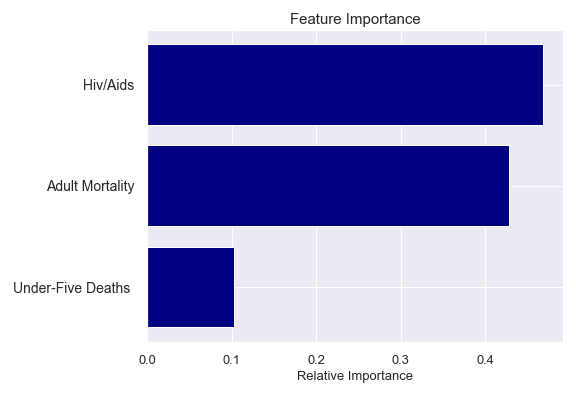 Feature Importance
Hiv/Aids
Adult Mortality
Under-Five Deaths
0.0 0.1 0.2 0.3 0.4
Relative Importance